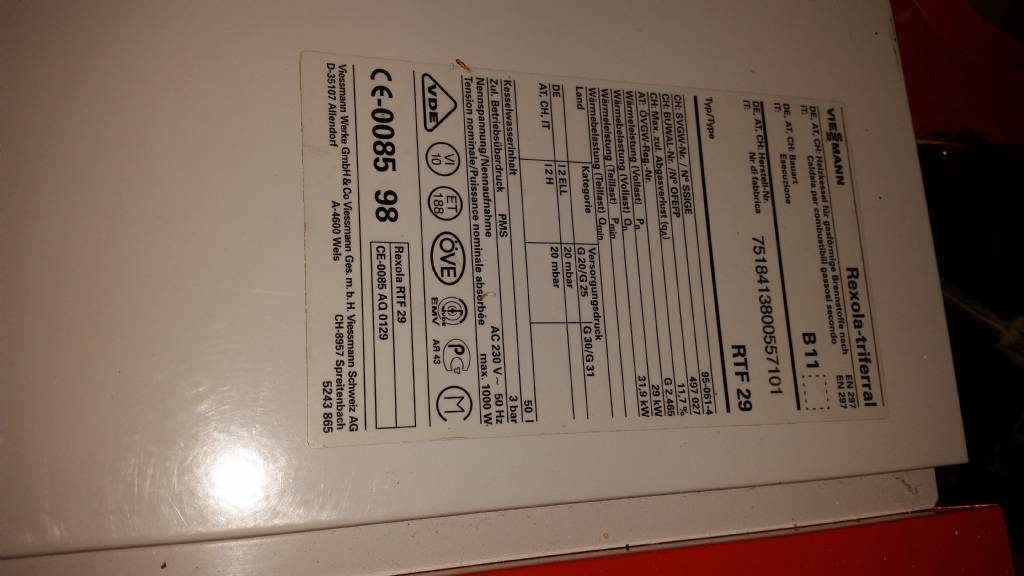 VIESMANN Rexola-triferral
DE, AT, CH: Heizkessel für gasförmige Brennstoffe nach EN 297
IT: Caldaia per combustibili gassosi secondo EN 297
DE, AT, CH: Bauart B 11
IT: Esecuzione
DE, AT, CH: Herstell-Nr. 7518413800557101
IT: Nr di fabrica
Typ/Type RTF 29
CH SVGW-Nr. / N° SSIGE 95-061-4
CH BUWAL-Nr./N° OFEFP 497 027
CH Max. zul. Abgasverlust (qA) 11,7 %
AT: ÖVGW-Reg.-Nr. G 2.465
Wärmeleistung (Vollast) Pn 29 kW
Wärmebelastung (Vollast) Qn 31,9 kW
Wärmeleistung (Teillast) Pmin
Wärmebelastung (Teillast) Qmin
Land Kategorie Versorgungsdruck
G 20/G 25 G 30/G 31
DE I 2 ELL 20 mbar
AT, CH, IT I 2 H 20 mbar
Kesselwasserinhalt 50 l
Zul. Betriebsüberdruck PMS 3 bar
Nennspannung/Nennaufnahme AC 230 V~ 50 Hz
Tension nominale/Puissance nominale absorbée max. 1000 W
VDE VI 10 ET 188 ÖVE EMV AR 43
CE-0085 98 Rexola RTF 29
CE-0085 AQ 0129
Viessmann Werke GmbH & Co Viessmann Ges. m. b. H. Viessmann Schweiz AG
D-35107 Allendorf A-4600 Wels CH-8957 Spreitenbach
5243 865